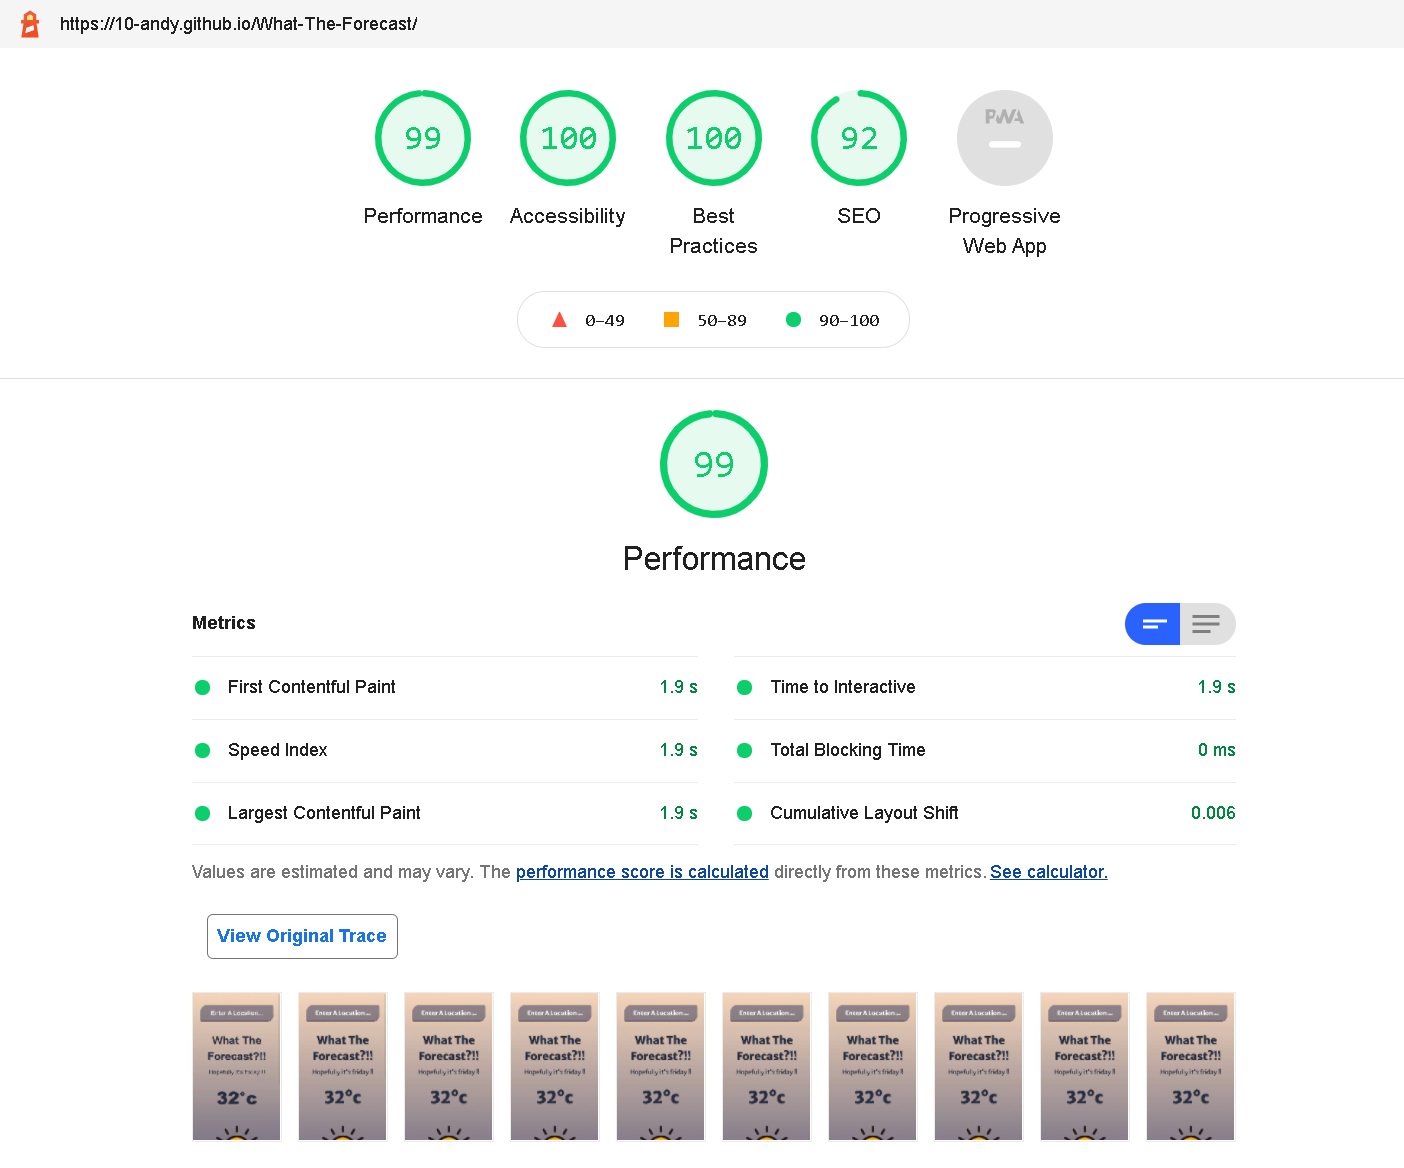 https://10-andy.github.io/What-The-Forecast/
99 100 100 92 PWA
Performance Accessibility Best Practices SEO Progressive Web App
0–49 50–89 90–100
99
Performance
Metrics
First Contentful Paint 1.9 s
Time to Interactive 1.9 s
Speed Index 1.9 s
Total Blocking Time 0 ms
Largest Contentful Paint 1.9 s
Cumulative Layout Shift 0.006
Values are estimated and may vary. The performance score is calculated directly from these metrics. See calculator.
View Original Trace
Enter A Location... Enter A Location... Enter A Location... Enter A Location... Enter A Location... Enter A Location... Enter A Location... Enter A Location... Enter A Location... Enter A Location...
What The What The What The What The What The What The What The What The What The What The
Forecast?!! Forecast?!! Forecast?!! Forecast?!! Forecast?!! Forecast?!! Forecast?!! Forecast?!! Forecast?!! Forecast?!!
Hopefully it's friday !! Hopefully it's friday !! Hopefully it's friday !! Hopefully it's friday !! Hopefully it's friday !! Hopefully it's friday !! Hopefully it's friday !! Hopefully it's friday !! Hopefully it's friday !! Hopefully it's friday !!
32°c 32°c 32°c 32°c 32°c 32°c 32°c 32°c 32°c 32°c